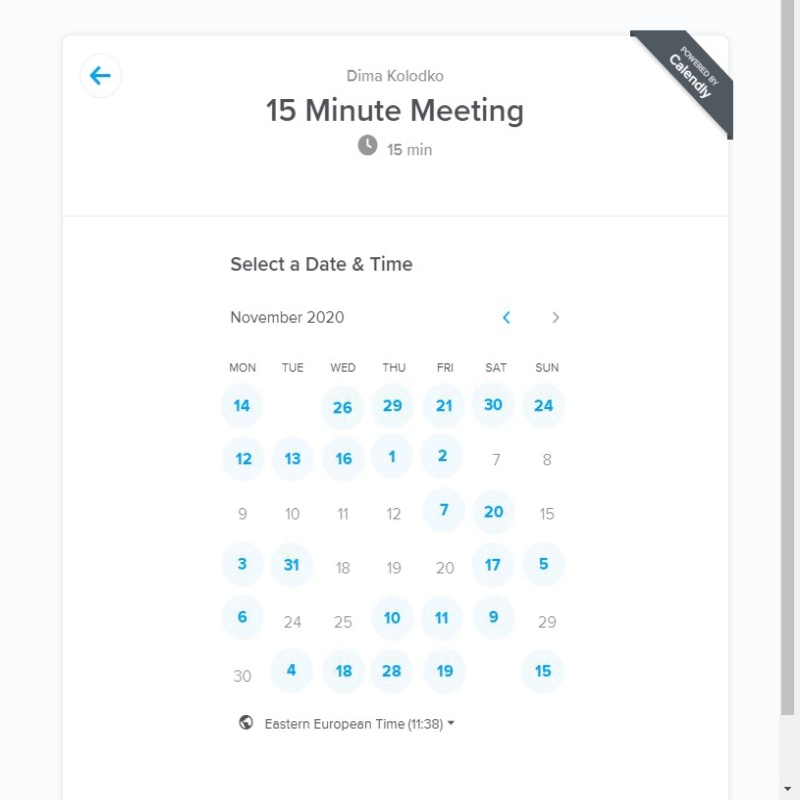 POWERED BY
Calendly
Dima Kolodko
15 Minute Meeting
15 min
Select a Date & Time
November 2020
MON TUE WED THU FRI SAT SUN
14 26 29 21 30 24
12 13 16 1 2 7 8
9 10 11 12 7 20 15
3 31 18 19 20 17 5
6 24 25 10 11 9 29
30 4 18 28 19 15
Eastern European Time (11:38)